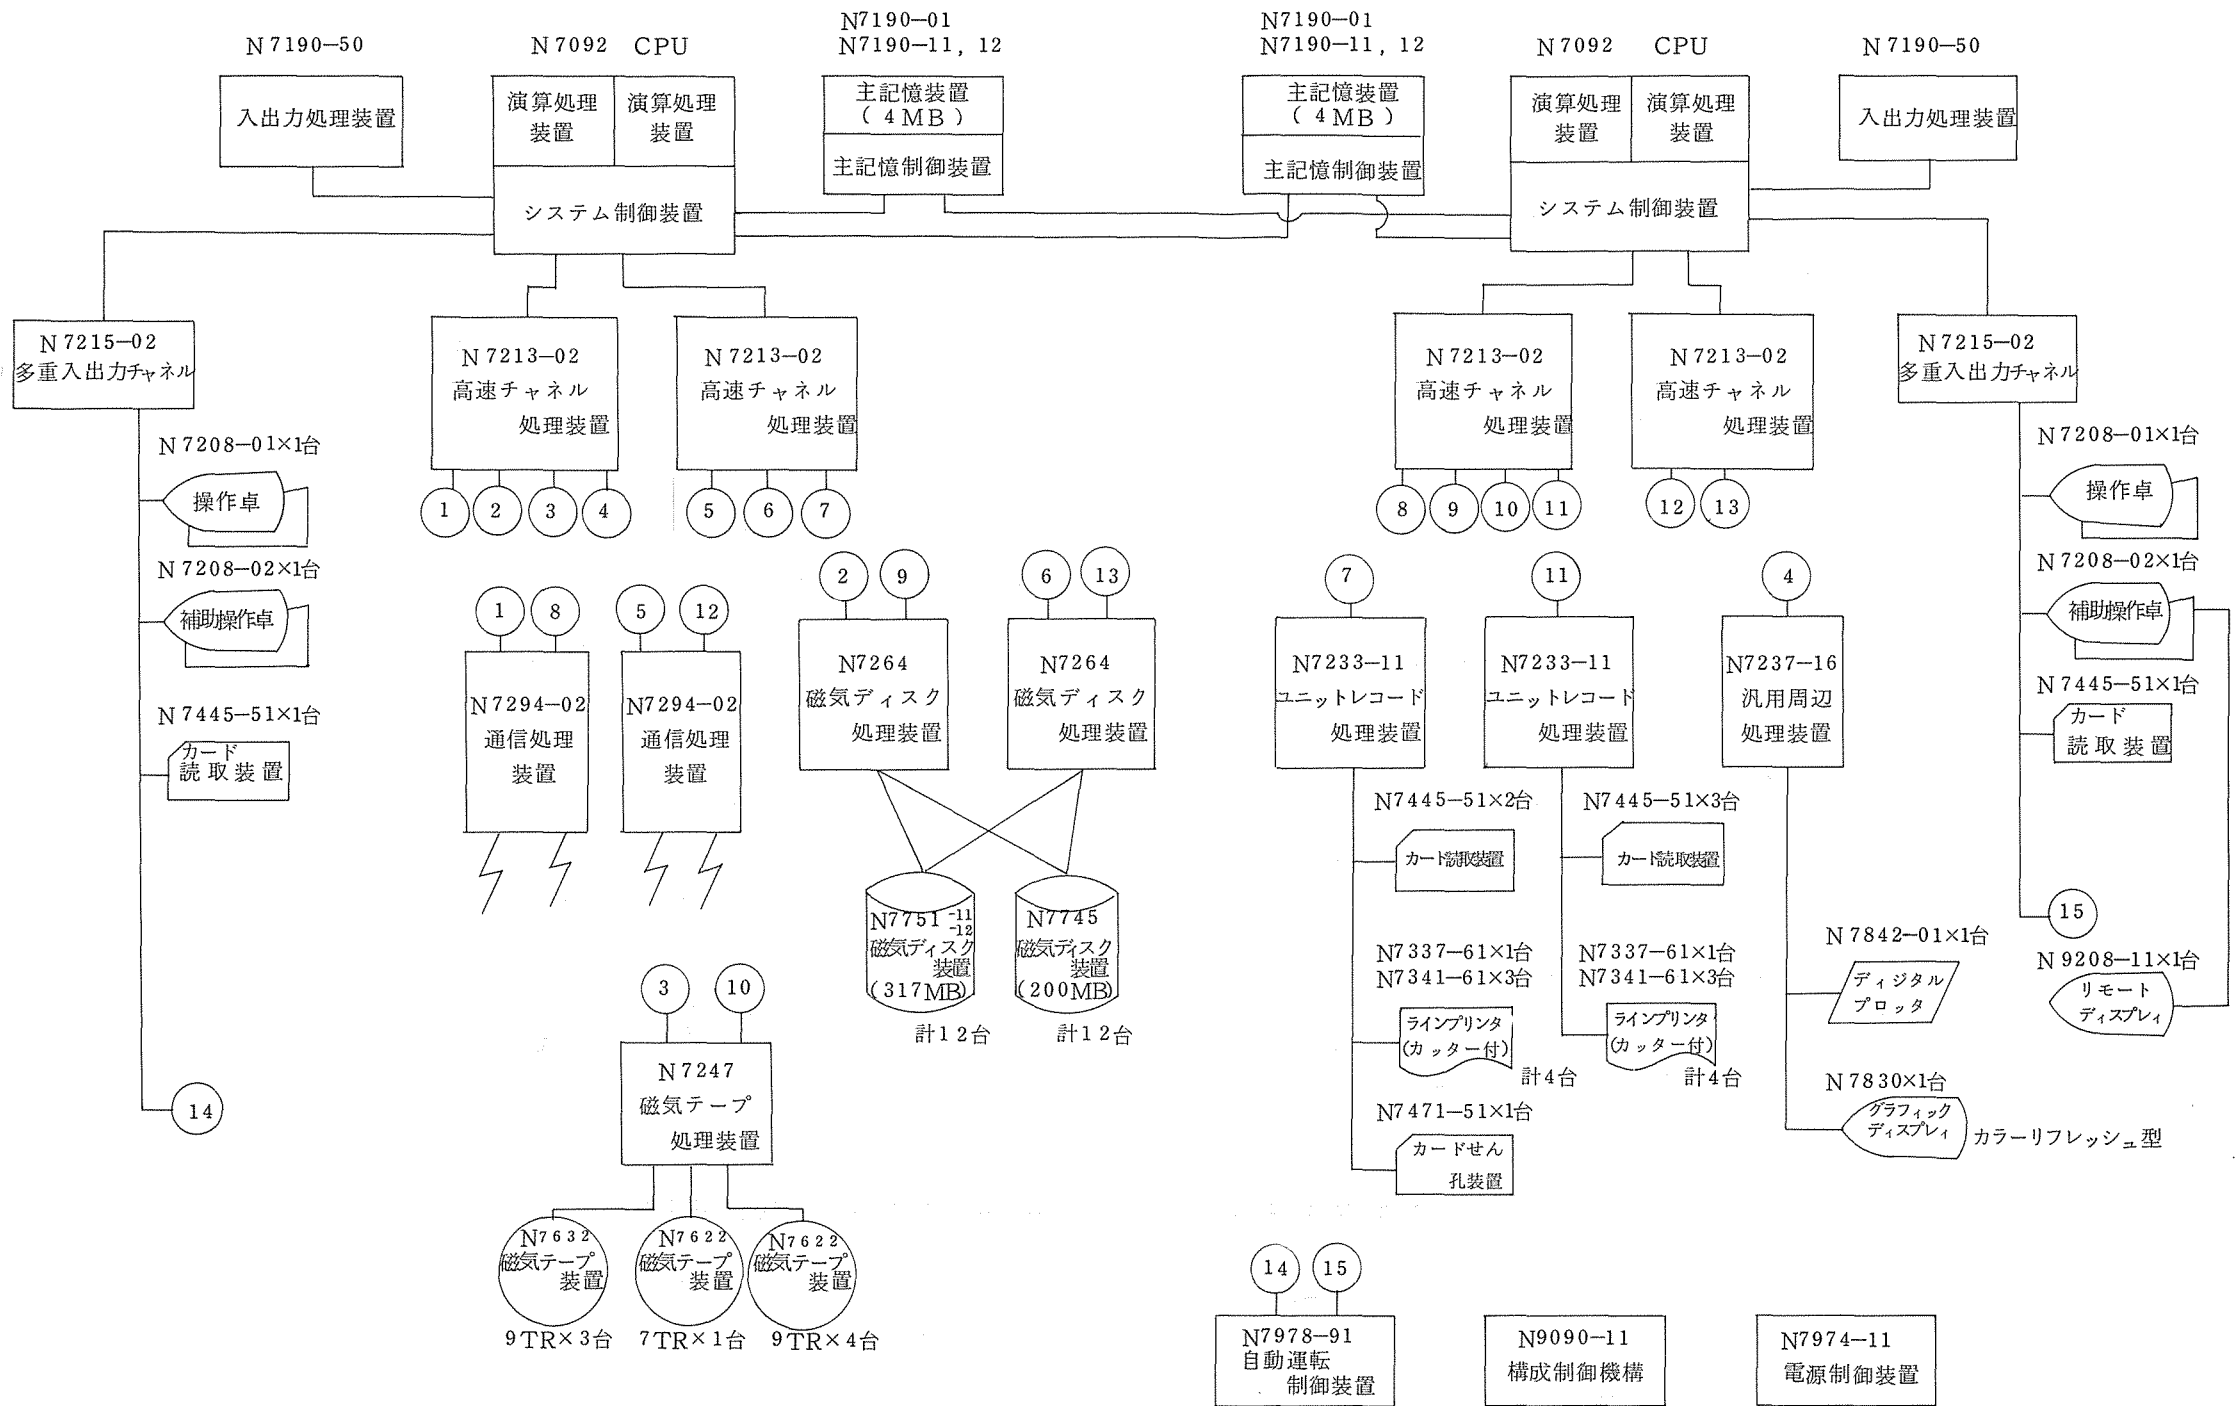 N7190-50
N7092 CPU
N7190-01
N7190-11, 12
N7190-01
N7190-11, 12
N7092 CPU
N7190-50
入出力処理装置
演算処理
装置
演算処理
装置
システム制御装置
主記憶装置
(4MB)
主記憶制御装置
主記憶装置
(4MB)
主記憶制御装置
演算処理
装置
演算処理
装置
システム制御装置
入出力処理装置
N7215-02
多重入出力チャネル
N7213-02
高速チャネル
処理装置
N7213-02
高速チャネル
処理装置
N7213-02
高速チャネル
処理装置
N7213-02
高速チャネル
処理装置
N7215-02
多重入出力チャネル
1
2
3
4
5
6
7
8
9
10
11
12
13
N7208-01×1台
操作卓
N7208-02×1台
補助操作卓
N7445-51×1台
カード
読取装置
14
1
8
N7294-02
通信処理
装置
5
12
N7294-02
通信処理
装置
2
9
N7264
磁気ディスク
処理装置
6
13
N7264
磁気ディスク
処理装置
N7751-11
-12
磁気ディスク
装置
(317MB)
計12台
N7745
磁気ディスク
装置
(200MB)
計12台
3
10
N7247
磁気テープ
処理装置
N7632
磁気テープ
装置
9TR×3台
N7622
磁気テープ
装置
7TR×1台
N7622
磁気テープ
装置
9TR×4台
7
N7233-11
ユニットレコード
処理装置
N7445-51×2台
カード読取装置
N7337-61×1台
N7341-61×3台
ラインプリンタ
(カッター付)
計4台
N7471-51×1台
カードせん
孔装置
11
N7233-11
ユニットレコード
処理装置
N7445-51×3台
カード読取装置
N7337-61×1台
N7341-61×3台
ラインプリンタ
(カッター付)
計4台
4
N7237-16
汎用周辺
処理装置
N7842-01×1台
ディジタル
プロッタ
N7830×1台
グラフィック
ディスプレイ
カラーリフレッシュ型
N7208-01×1台
操作卓
N7208-02×1台
補助操作卓
N7445-51×1台
カード
読取装置
15
N9208-11×1台
リモート
ディスプレイ
14
15
N7978-91
自動運転
制御装置
N9090-11
構成制御機構
N7974-11
電源制御装置